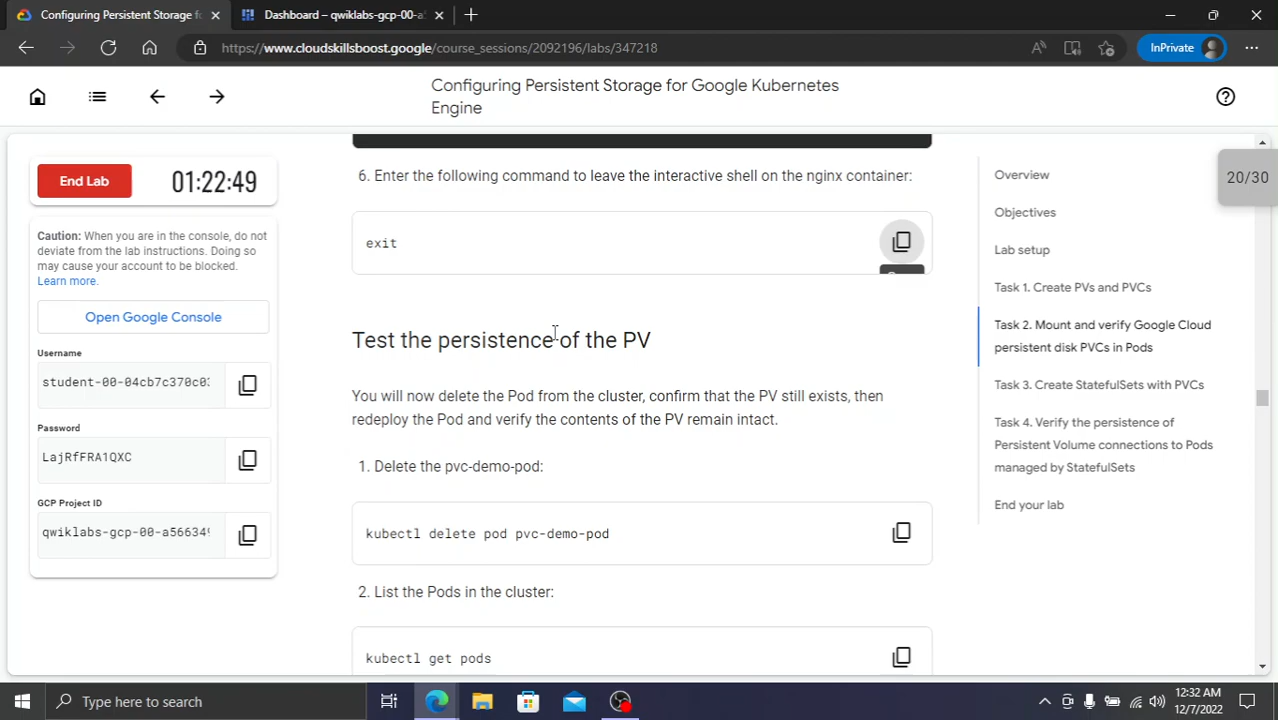 Configuring Persistent Storage fo
Dashboard – qwiklabs-gcp-00-a5
https://www.cloudskillsboost.google/course_sessions/2092196/labs/347218
InPrivate
Configuring Persistent Storage for Google Kubernetes
Engine
End Lab
01:22:49
Caution: When you are in the console, do not
deviate from the lab instructions. Doing so
may cause your account to be blocked.
Learn more.
Open Google Console
Username
student-00-04cb7c370c03
Password
LajRfFRA1QXC
GCP Project ID
qwiklabs-gcp-00-a566349
6. Enter the following command to leave the interactive shell on the nginx container:
exit
Test the persistence of the PV
You will now delete the Pod from the cluster, confirm that the PV still exists, then
redeploy the Pod and verify the contents of the PV remain intact.
1. Delete the pvc-demo-pod:
kubectl delete pod pvc-demo-pod
2. List the Pods in the cluster:
kubectl get pods
Overview
Objectives
Lab setup
Task 1. Create PVs and PVCs
Task 2. Mount and verify Google Cloud
persistent disk PVCs in Pods
Task 3. Create StatefulSets with PVCs
Task 4. Verify the persistence of
Persistent Volume connections to Pods
managed by StatefulSets
End your lab
20/30
Type here to search
12:32 AM
12/7/2022